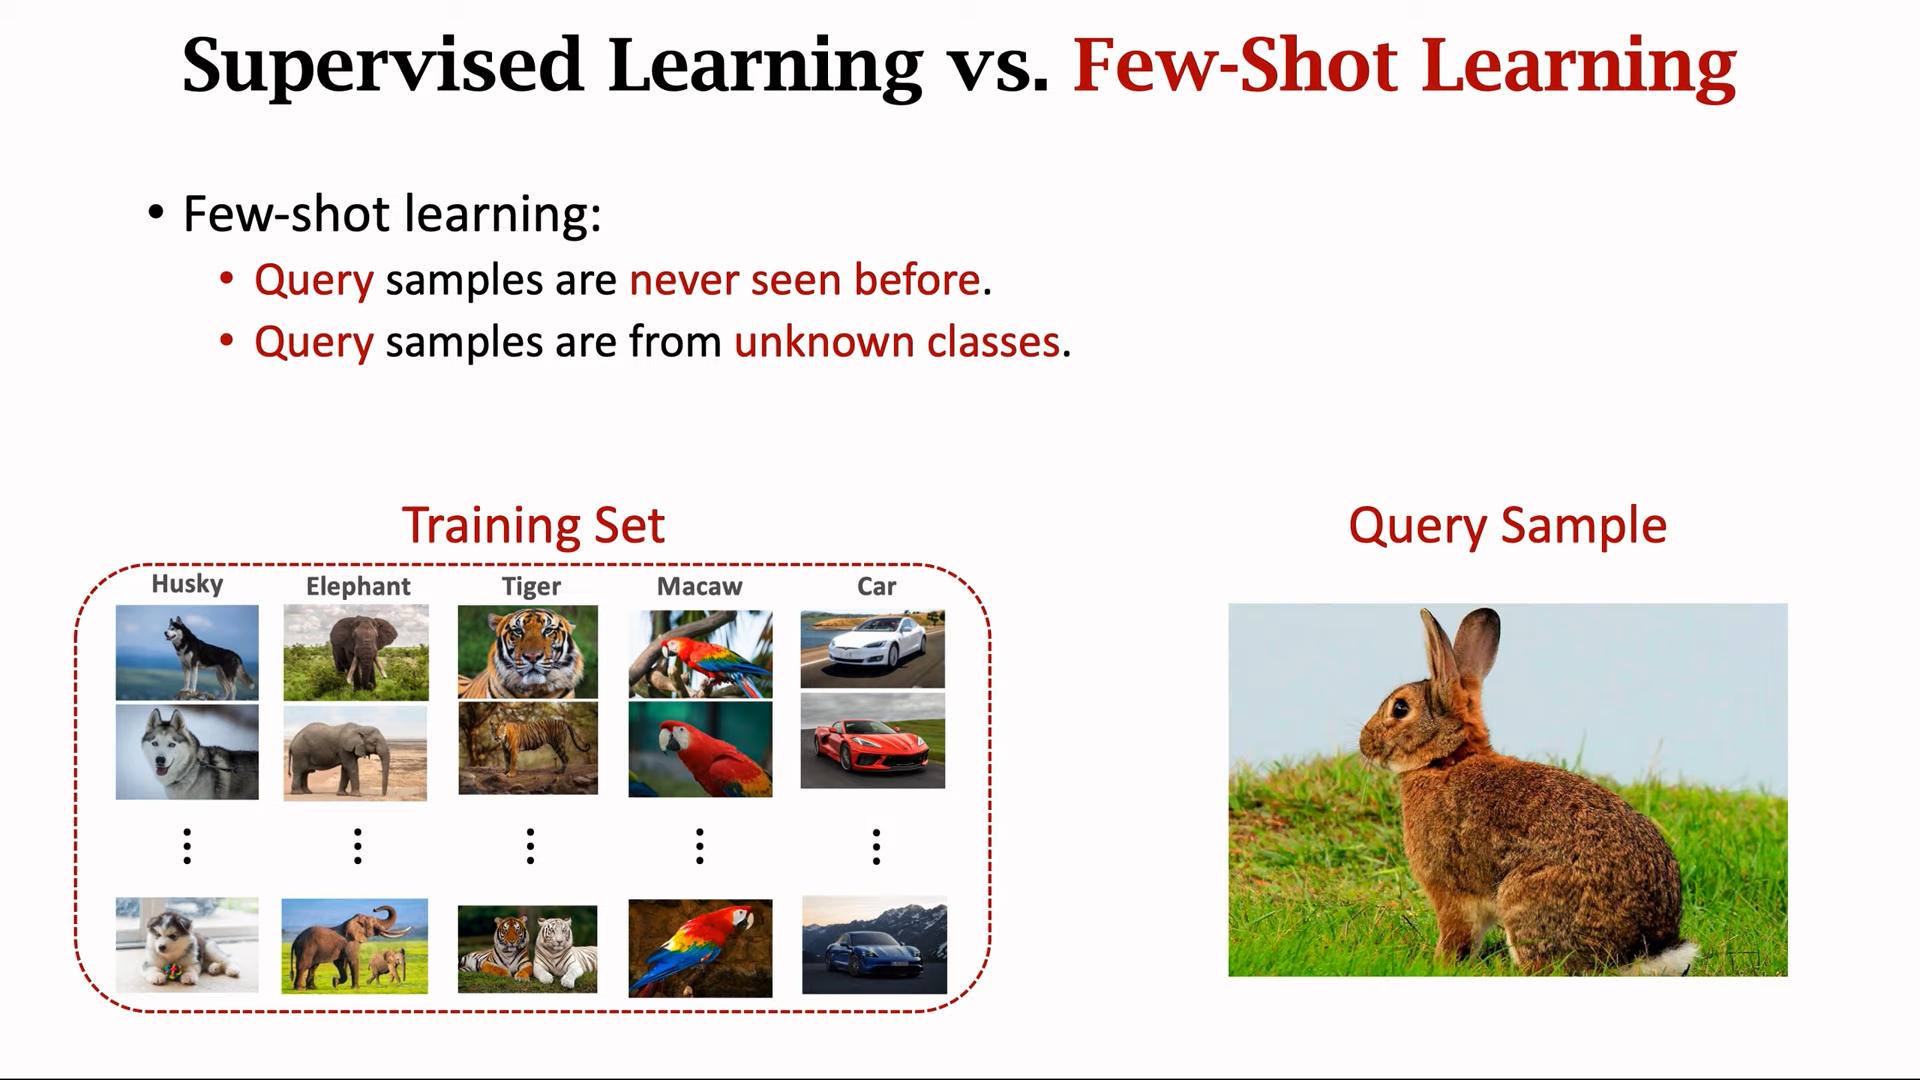 Supervised Learning vs. Few-Shot Learning
• Few-shot learning:
• Query samples are never seen before.
• Query samples are from unknown classes.
Training Set
Query Sample
Husky Elephant Tiger Macaw Car